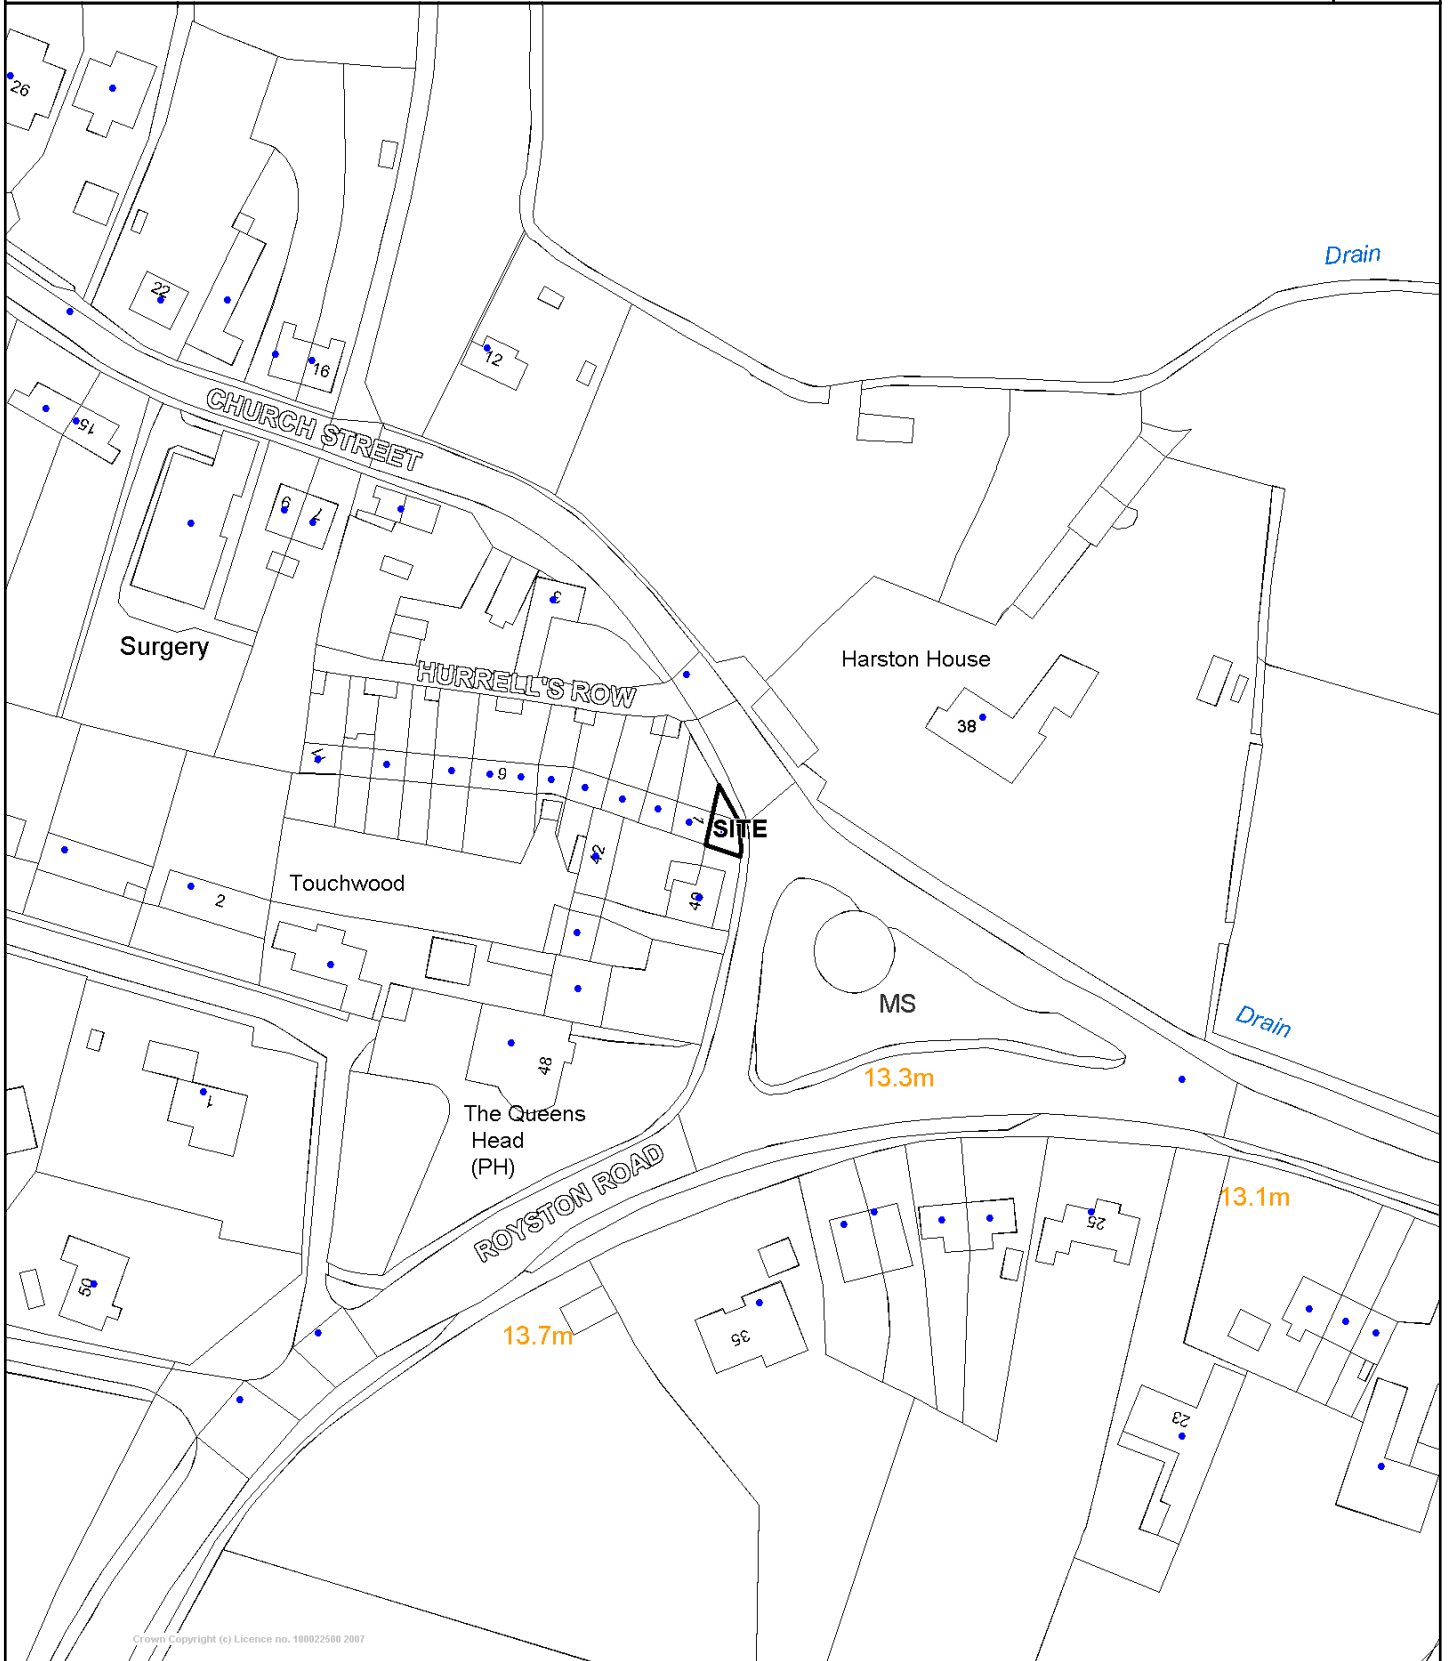 26
Drain
22
16
12
CHURCH STREET
15
9
7
3
Surgery
HURRELL'S ROW
Harston House
38
11
6
1
SITE
42
Touchwood
2
40
MS
Drain
48
13.3m
1
The Queens
Head
(PH)
ROYSTON ROAD
13.1m
25
50
13.7m
35
23
Crown Copyright (c) Licence no. 100022500 2007